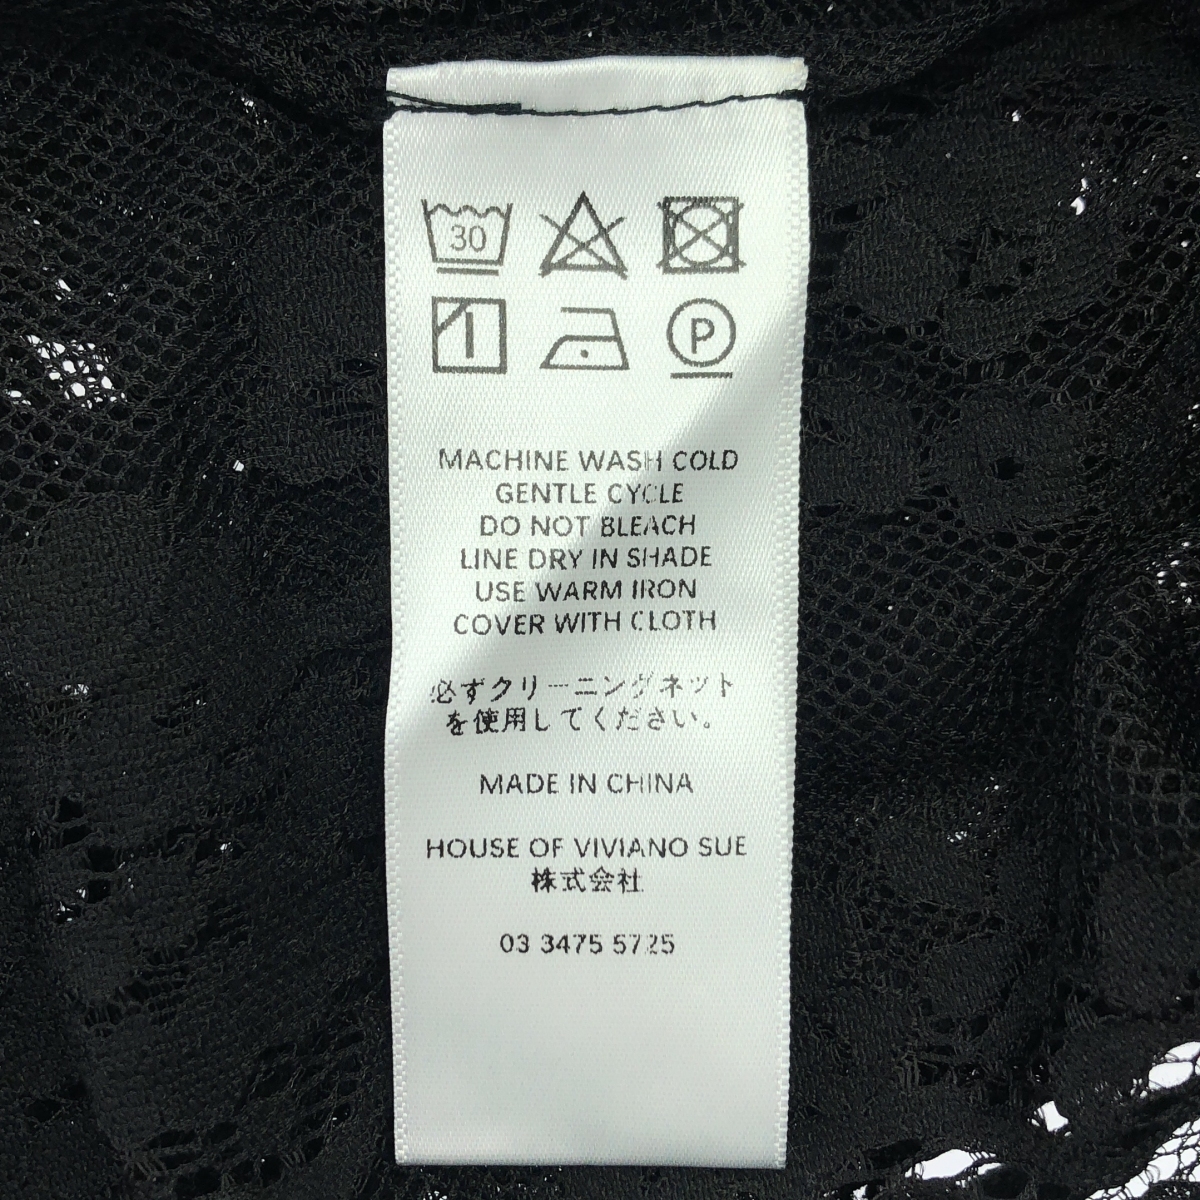 30
P
MACHINE WASH COLD
GENTLE CYCLE
DO NOT BLEACH
LINE DRY IN SHADE
USE WARM IRON
COVER WITH CLOTH
必ずクリーニングネット
を使用してください。
MADE IN CHINA
HOUSE OF VIVIANO SUE
株式会社
03 3475 5725